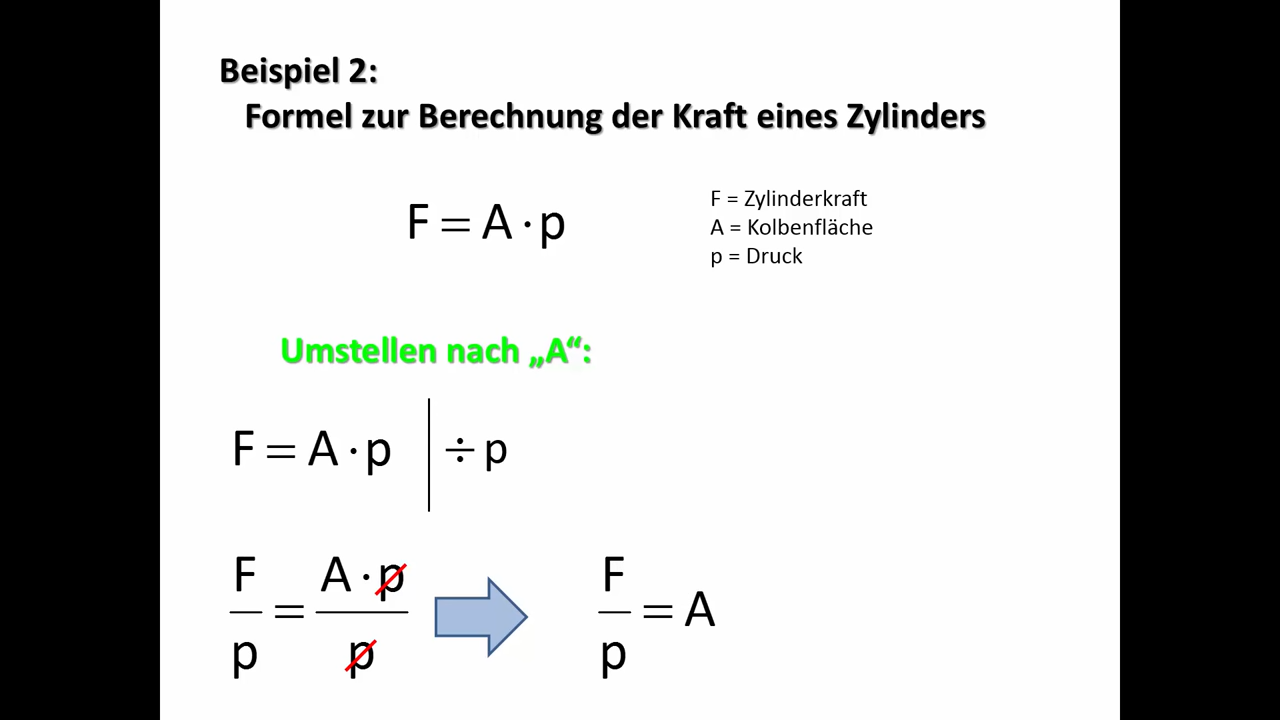 Beispiel 2:
Formel zur Berechnung der Kraft eines Zylinders
F = A · p
F = Zylinderkraft
A = Kolbenfläche
p = Druck
Umstellen nach „A“:
F = A · p | ÷ p
F/p = A · p/p
F/p = A